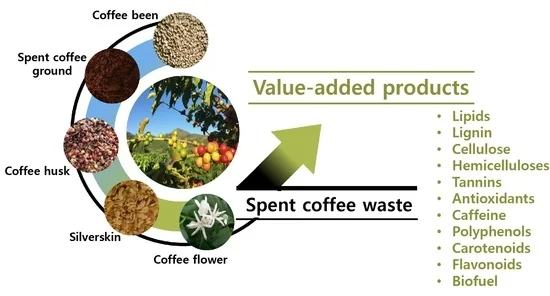 Coffee been
Spent coffee
ground
Coffee husk
Silverskin
Coffee flower
Value-added products
Spent coffee waste
• Lipids
• Lignin
• Cellulose
• Hemicelluloses
• Tannins
• Antioxidants
• Caffeine
• Polyphenols
• Carotenoids
• Flavonoids
• Biofuel